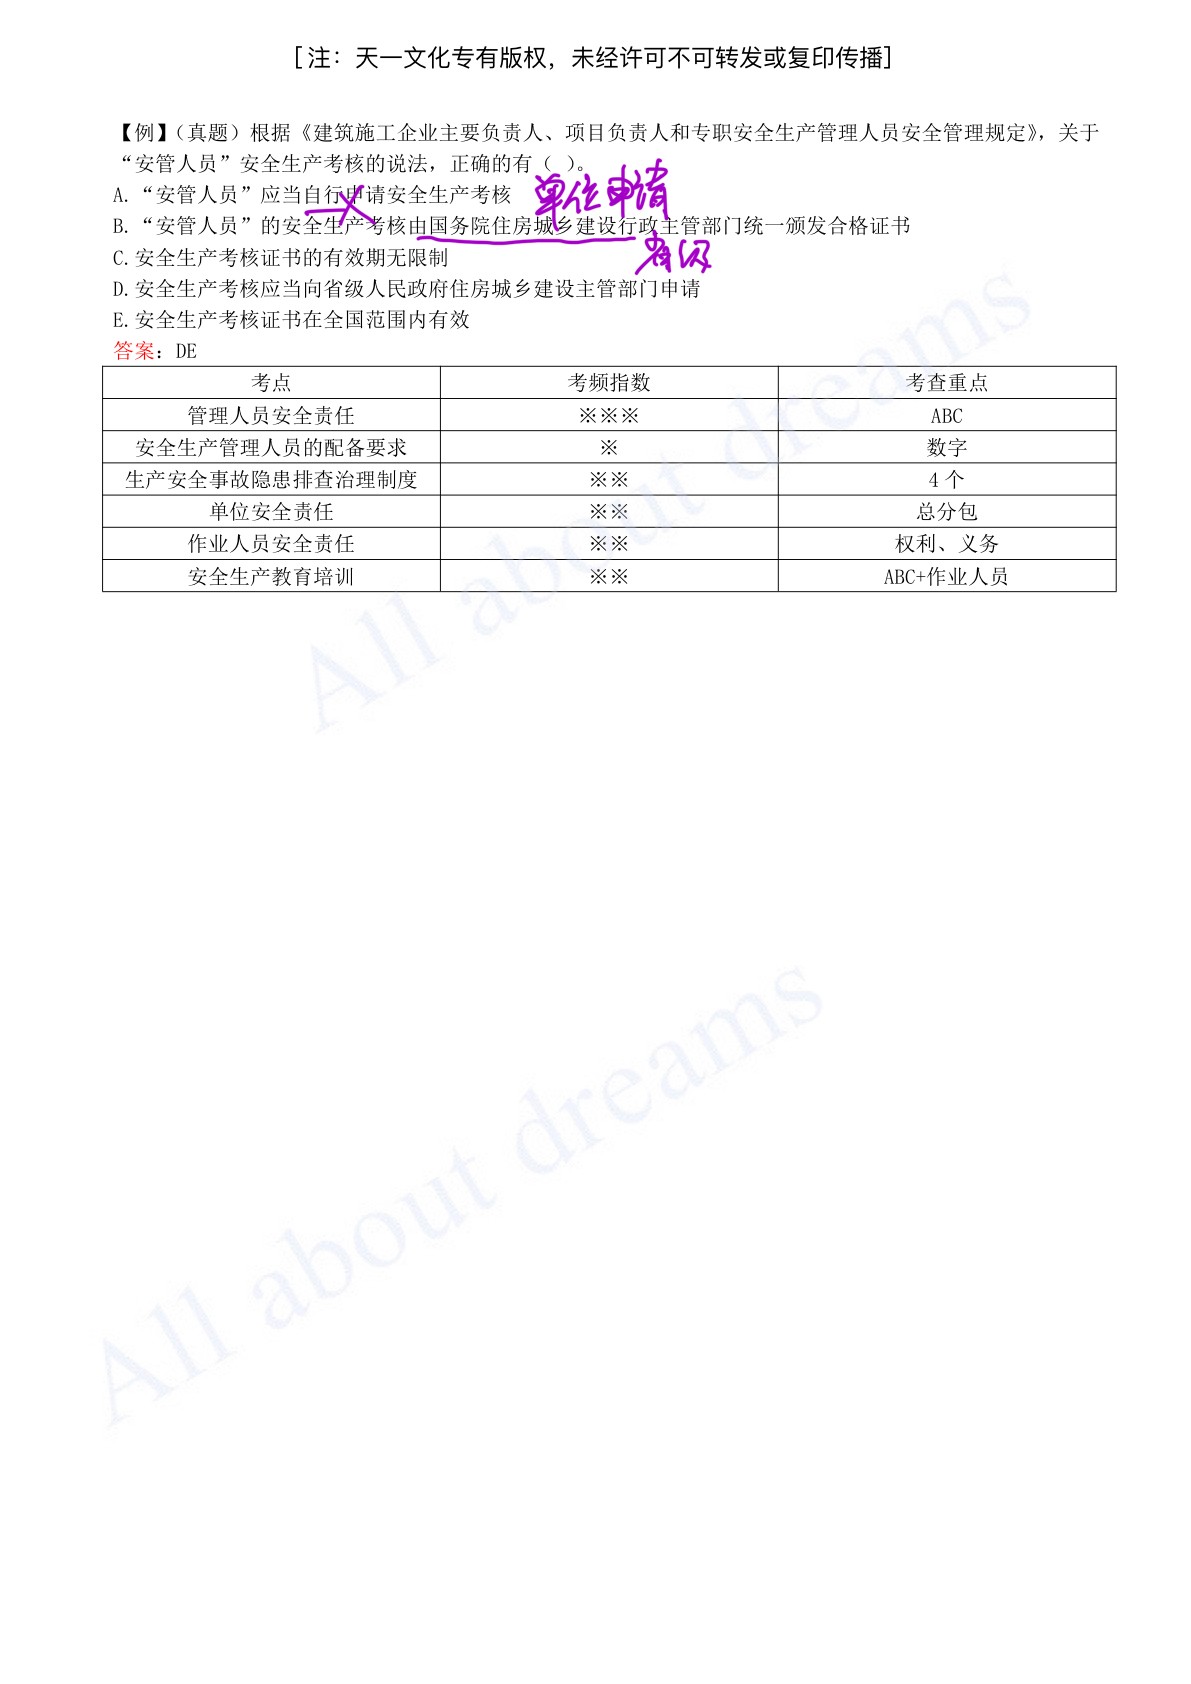 [注：天一文化专有版权，未经许可不可转发或复印传播]
【例】（真题）根据《建筑施工企业主要负责人、项目负责人和专职安全生产管理人员安全管理规定》，关于
“安管人员”安全生产考核的说法，正确的有（ ）。
A.“安管人员”应当自行申请安全生产考核
单位申请
B.“安管人员”的安全生产考核由国务院住房城乡建设行政主管部门统一颁发合格证书
省级
C.安全生产考核证书的有效期无限制
D.安全生产考核应当向省级人民政府住房城乡建设主管部门申请
E.安全生产考核证书在全国范围内有效
答案：DE
考点 考频指数 考查重点
管理人员安全责任 ※※※ ABC
安全生产管理人员的配备要求 ※ 数字
生产安全事故隐患排查治理制度 ※※ 4个
单位安全责任 ※※ 总分包
作业人员安全责任 ※※ 权利、义务
安全生产教育培训 ※※ ABC+作业人员
All about dreams
All about dreams